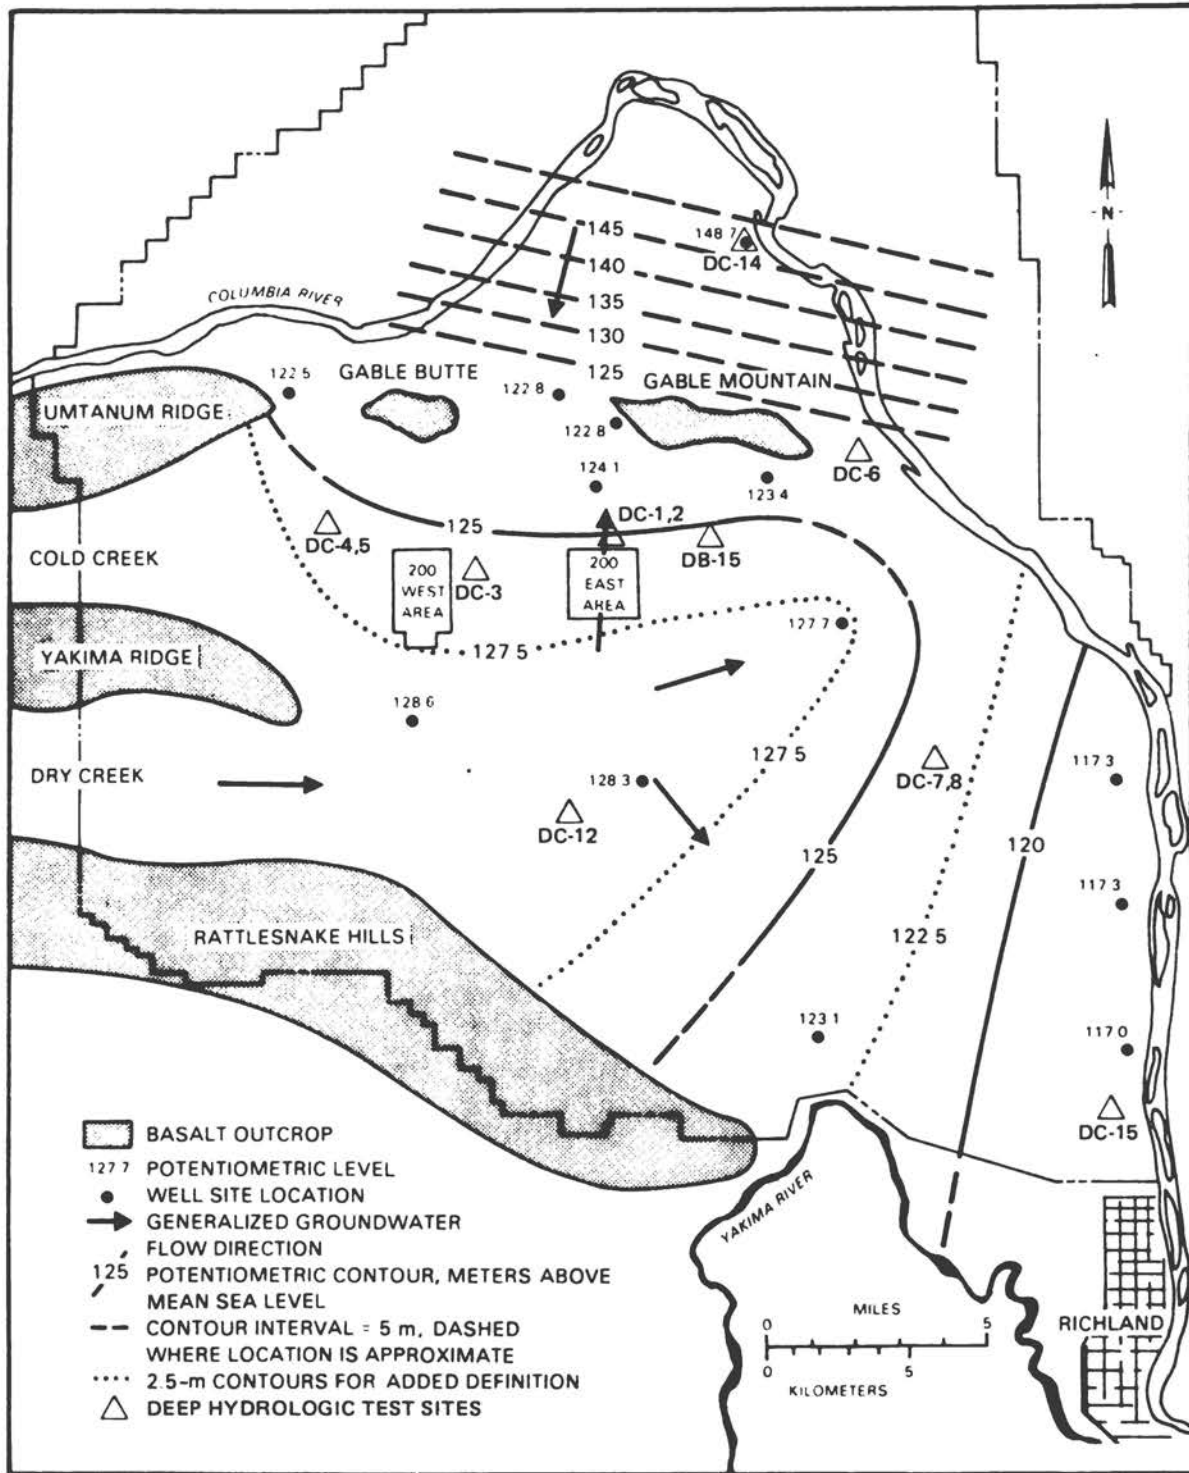 N
145
148 7
DC-14
140
COLUMBIA RIVER
135
130
122 5
GABLE BUTTE
125
GABLE MOUNTAIN
122 8
UMTANUM RIDGE
122 8
DC-6
124 1
123 4
DC-1,2
125
DC-4,5
DB-15
COLD CREEK
200
WEST
AREA
DC-3
200
EAST
AREA
127 7
YAKIMA RIDGE
127 5
128 6
127 5
DRY CREEK
128 3
DC-7,8
117 3
DC-12
120
125
117 3
RATTLESNAKE HILLS
122 5
123 1
117 0
DC-15
BASALT OUTCROP
127 7 POTENTIOMETRIC LEVEL
WELL SITE LOCATION
GENERALIZED GROUNDWATER
FLOW DIRECTION
125 POTENTIOMETRIC CONTOUR, METERS ABOVE
MEAN SEA LEVEL
CONTOUR INTERVAL = 5 m, DASHED
WHERE LOCATION IS APPROXIMATE
2.5-m CONTOURS FOR ADDED DEFINITION
DEEP HYDROLOGIC TEST SITES
YAKIMA RIVER
MILES
0 5
0 5
KILOMETERS
RICHLAND